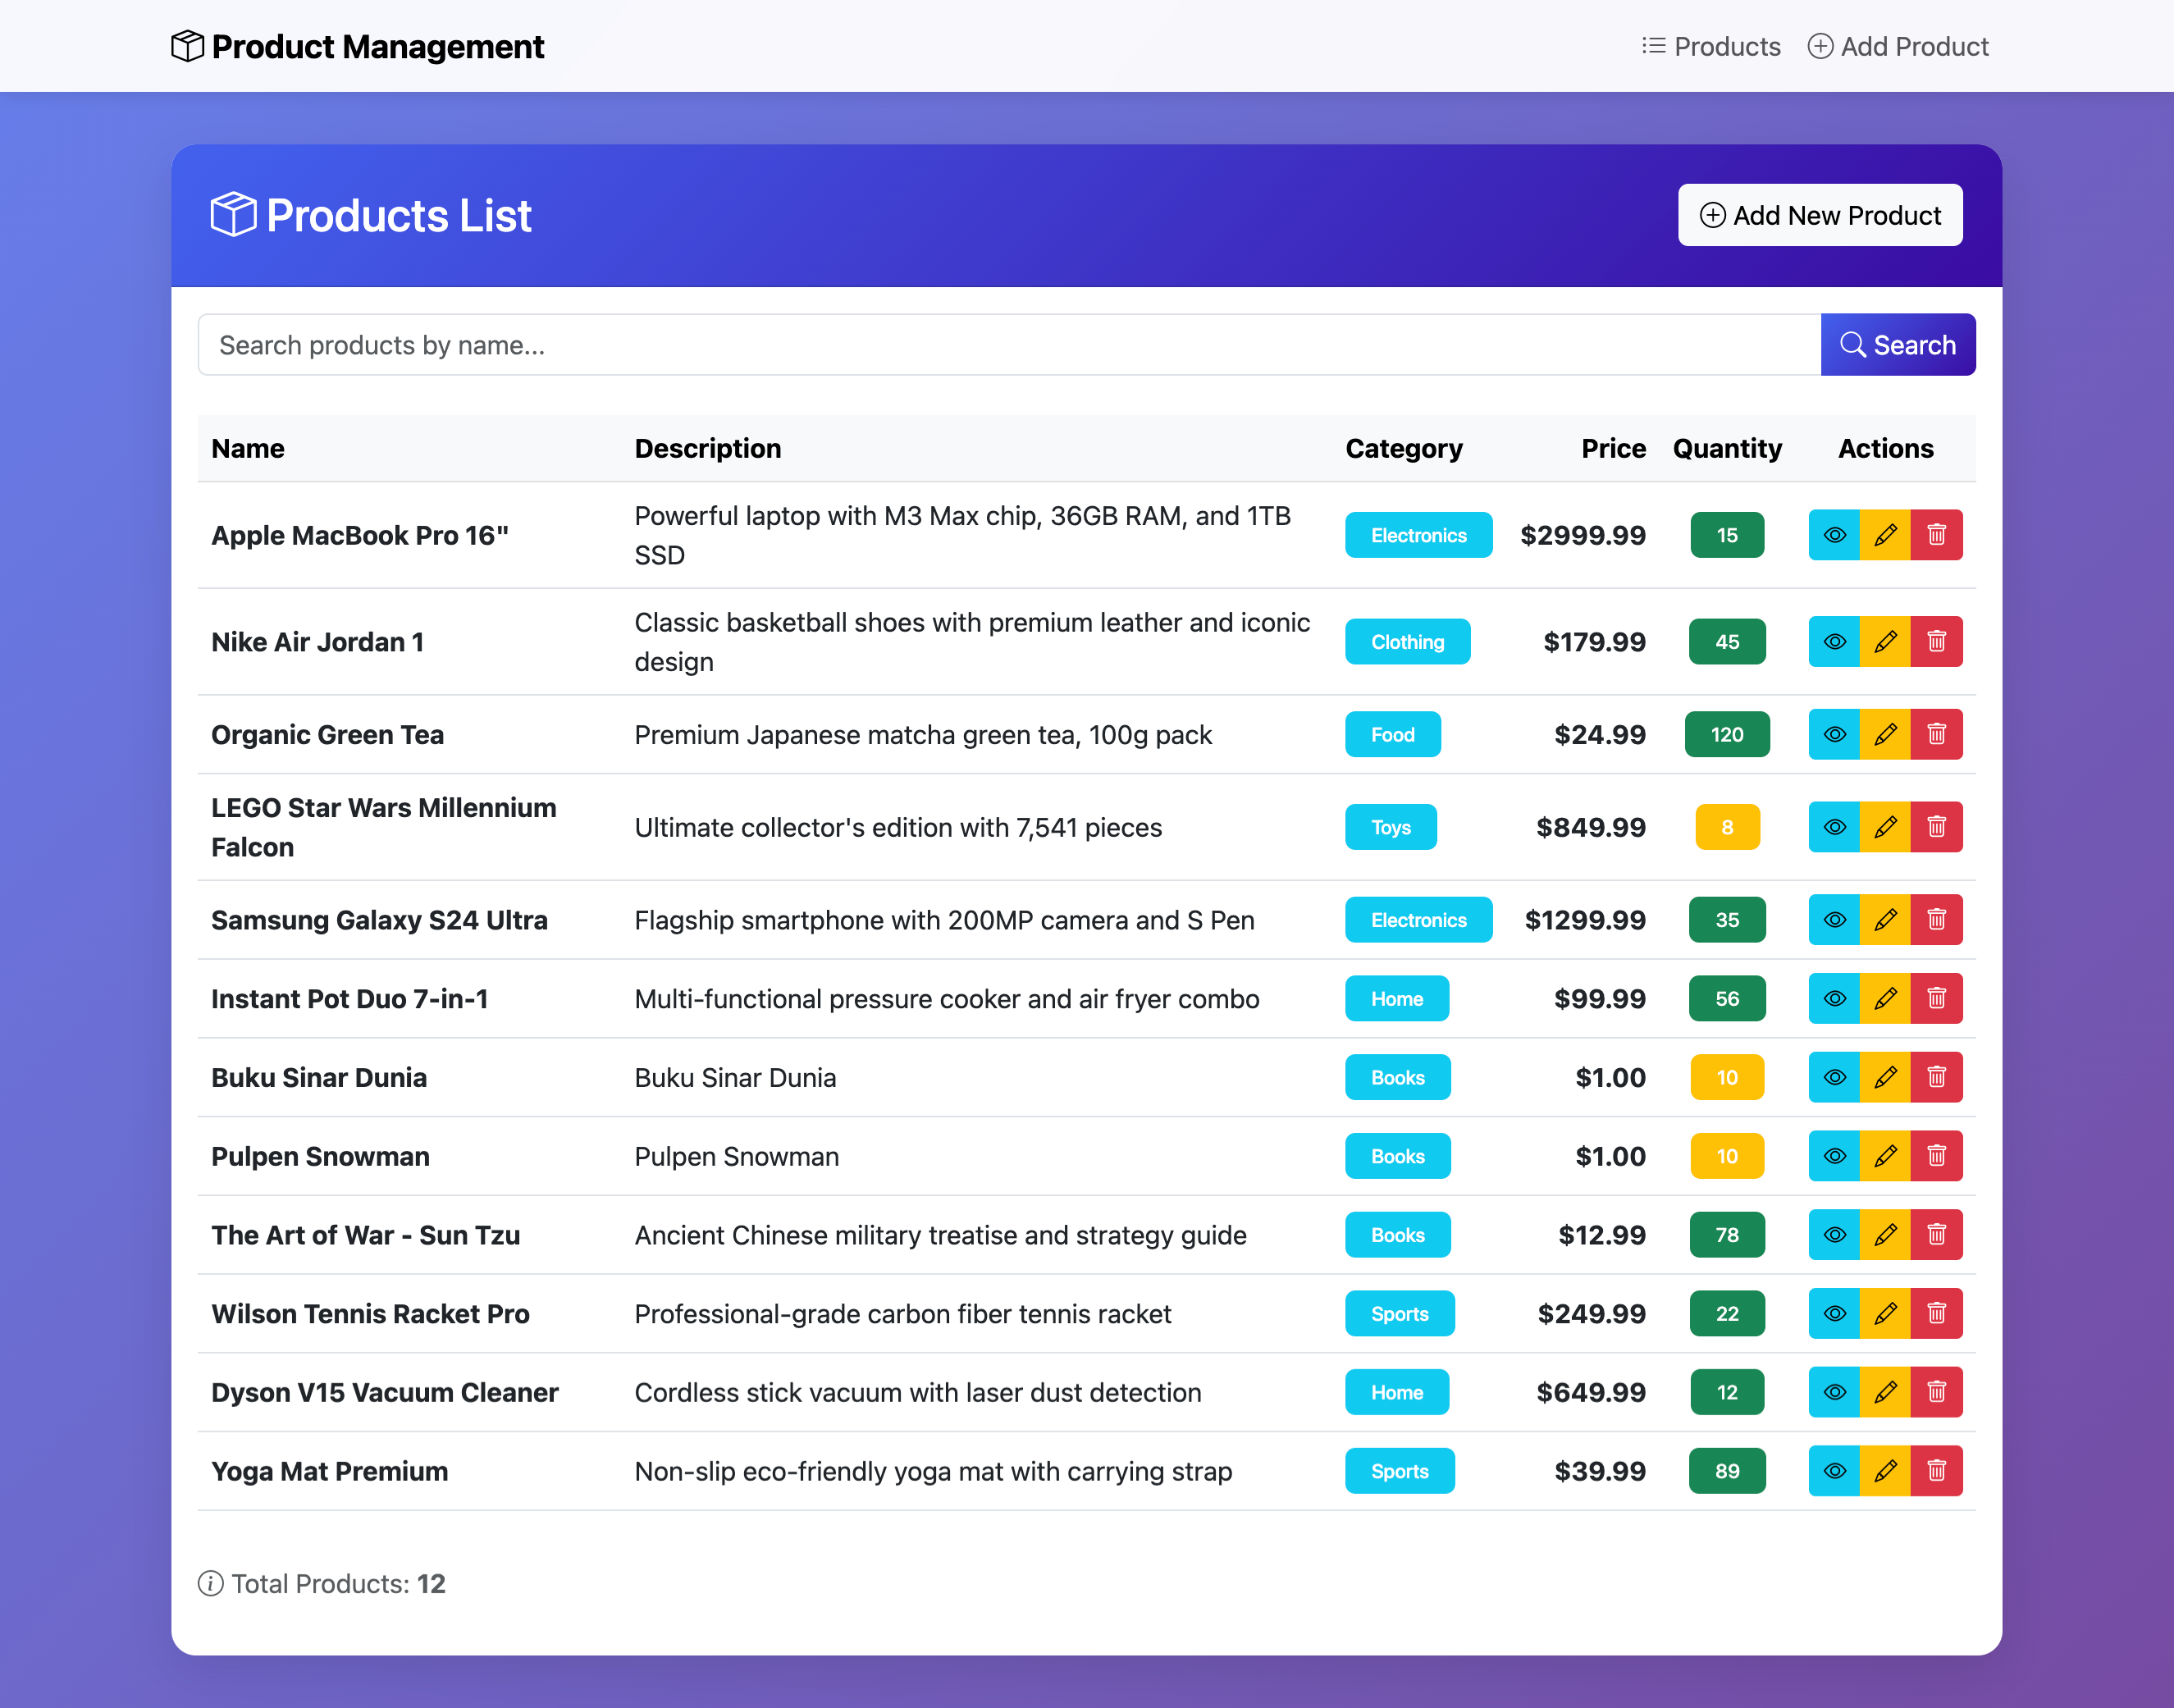 Product Management
Products
Add Product
Products List
Add New Product
Search products by name...
Search
Name Description Category Price Quantity Actions
Apple MacBook Pro 16" Powerful laptop with M3 Max chip, 36GB RAM, and 1TB SSD Electronics $2999.99 15
Nike Air Jordan 1 Classic basketball shoes with premium leather and iconic design Clothing $179.99 45
Organic Green Tea Premium Japanese matcha green tea, 100g pack Food $24.99 120
LEGO Star Wars Millennium Falcon Ultimate collector's edition with 7,541 pieces Toys $849.99 8
Samsung Galaxy S24 Ultra Flagship smartphone with 200MP camera and S Pen Electronics $1299.99 35
Instant Pot Duo 7-in-1 Multi-functional pressure cooker and air fryer combo Home $99.99 56
Buku Sinar Dunia Buku Sinar Dunia Books $1.00 10
Pulpen Snowman Pulpen Snowman Books $1.00 10
The Art of War - Sun Tzu Ancient Chinese military treatise and strategy guide Books $12.99 78
Wilson Tennis Racket Pro Professional-grade carbon fiber tennis racket Sports $249.99 22
Dyson V15 Vacuum Cleaner Cordless stick vacuum with laser dust detection Home $649.99 12
Yoga Mat Premium Non-slip eco-friendly yoga mat with carrying strap Sports $39.99 89
Total Products: 12